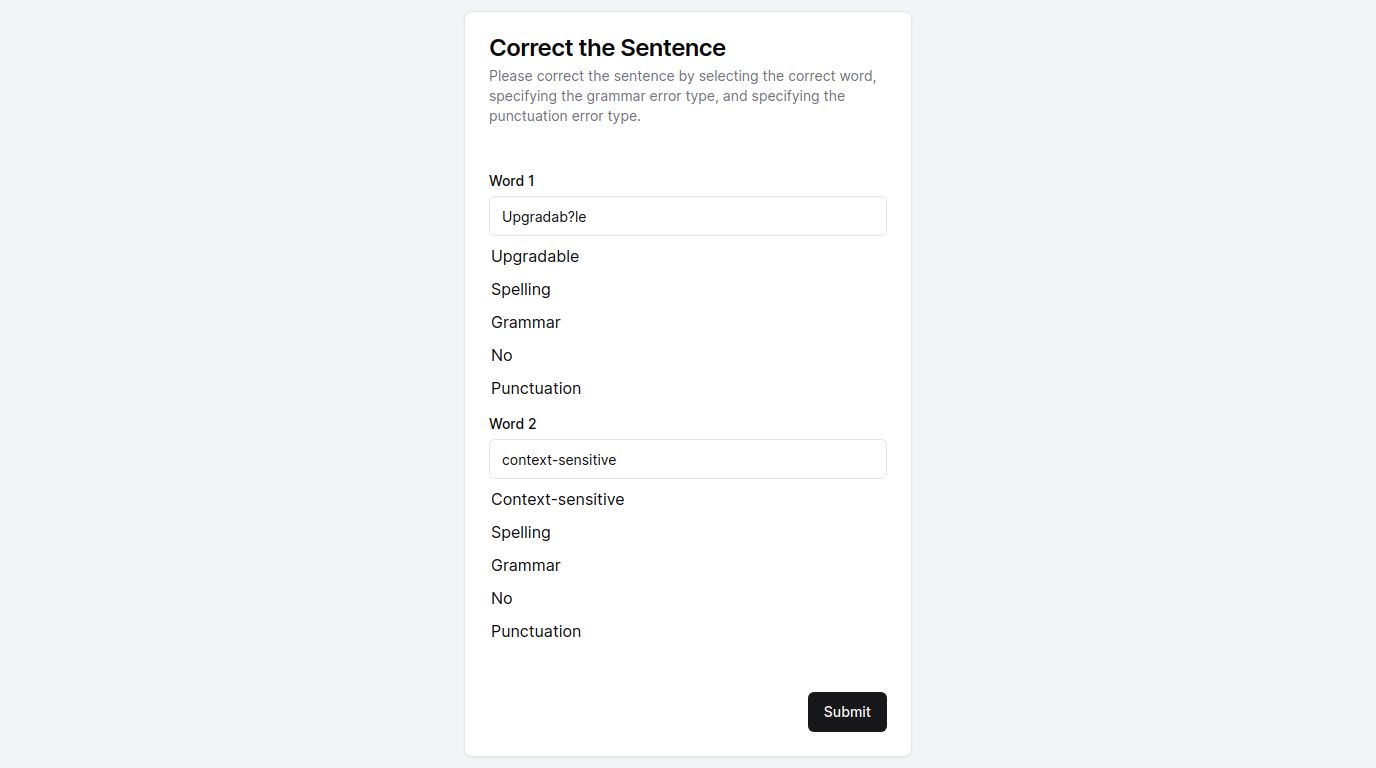 Correct the Sentence
Please correct the sentence by selecting the correct word,
specifying the grammar error type, and specifying the
punctuation error type.
Word 1
Upgradab?le
Upgradable
Spelling
Grammar
No
Punctuation
Word 2
context-sensitive
Context-sensitive
Spelling
Grammar
No
Punctuation
Submit